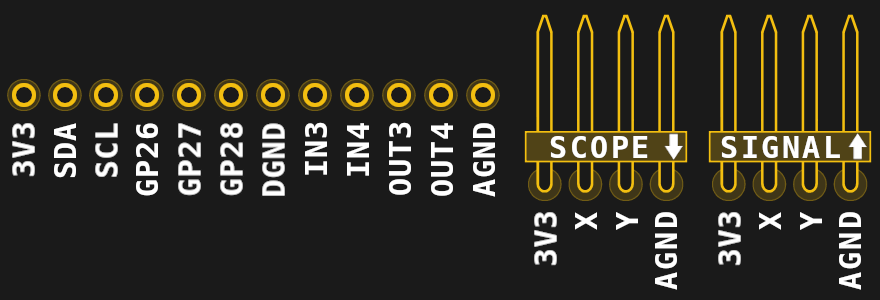 3V3 SDA SCL GP26 GP27 GP28 DGND IN3 IN4 OUT3 OUT4 AGND
SCOPE ⬇
3V3 X Y AGND
SIGNAL ⬆
3V3 X Y AGND